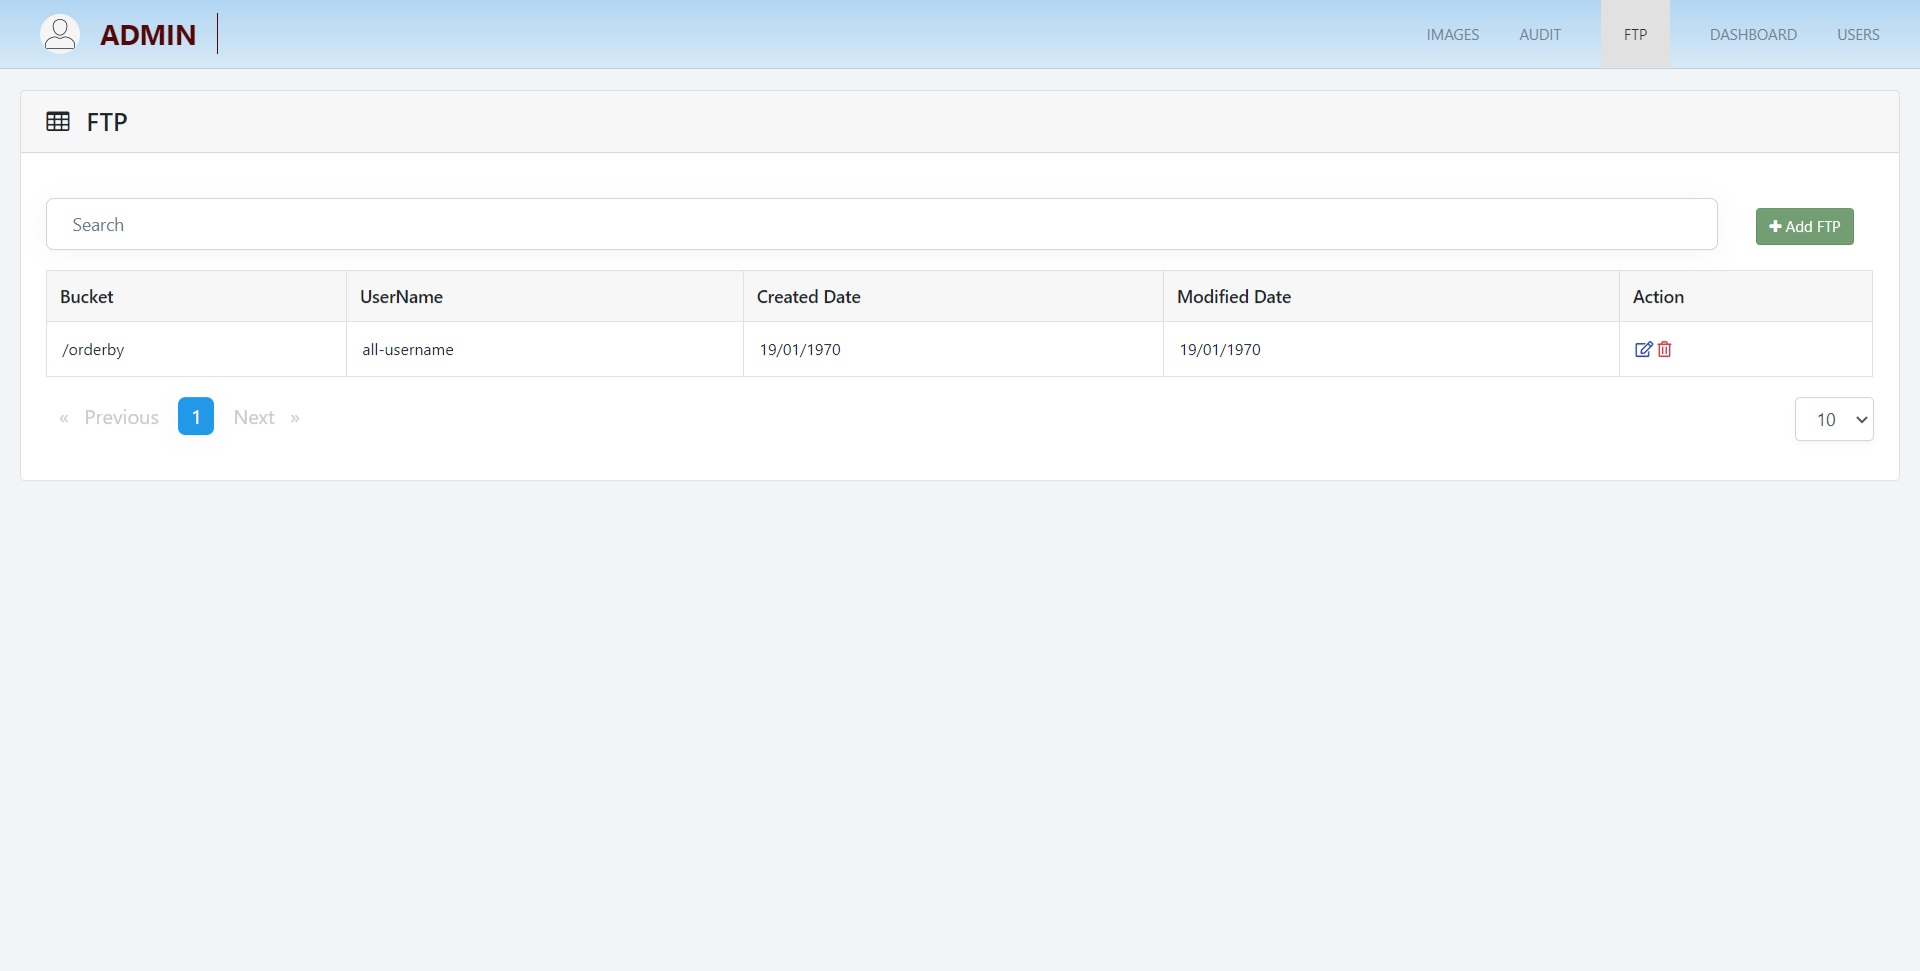 ADMIN
IMAGES AUDIT FTP DASHBOARD USERS
FTP
Search
Add FTP
Bucket UserName Created Date Modified Date Action
/orderby all-username 19/01/1970 19/01/1970
« Previous 1 Next » 10